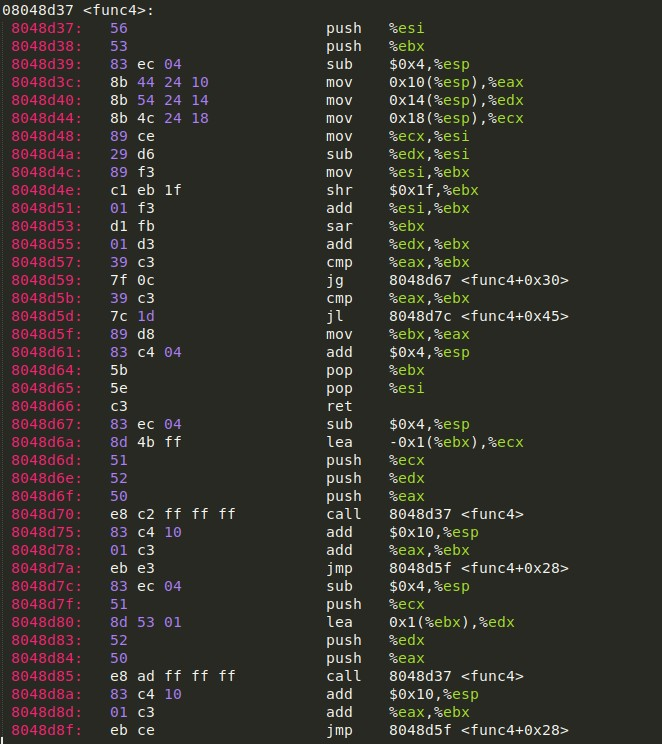 08048d37 <func4>:
8048d37: 56 push %esi
8048d38: 53 push %ebx
8048d39: 83 ec 04 sub $0x4,%esp
8048d3c: 8b 44 24 10 mov 0x10(%esp),%eax
8048d40: 8b 54 24 14 mov 0x14(%esp),%edx
8048d44: 8b 4c 24 18 mov 0x18(%esp),%ecx
8048d48: 89 ce mov %ecx,%esi
8048d4a: 29 d6 sub %edx,%esi
8048d4c: 89 f3 mov %esi,%ebx
8048d4e: c1 eb 1f shr $0x1f,%ebx
8048d51: 01 f3 add %esi,%ebx
8048d53: d1 fb sar %ebx
8048d55: 01 d3 add %edx,%ebx
8048d57: 39 c3 cmp %eax,%ebx
8048d59: 7f 0c jg 8048d67 <func4+0x30>
8048d5b: 39 c3 cmp %eax,%ebx
8048d5d: 7c 1d jl 8048d7c <func4+0x45>
8048d5f: 89 d8 mov %ebx,%eax
8048d61: 83 c4 04 add $0x4,%esp
8048d64: 5b pop %ebx
8048d65: 5e pop %esi
8048d66: c3 ret
8048d67: 83 ec 04 sub $0x4,%esp
8048d6a: 8d 4b ff lea -0x1(%ebx),%ecx
8048d6d: 51 push %ecx
8048d6e: 52 push %edx
8048d6f: 50 push %eax
8048d70: e8 c2 ff ff ff call 8048d37 <func4>
8048d75: 83 c4 10 add $0x10,%esp
8048d78: 01 c3 add %eax,%ebx
8048d7a: eb e3 jmp 8048d5f <func4+0x28>
8048d7c: 83 ec 04 sub $0x4,%esp
8048d7f: 51 push %ecx
8048d80: 8d 53 01 lea 0x1(%ebx),%edx
8048d83: 52 push %edx
8048d84: 50 push %eax
8048d85: e8 ad ff ff ff call 8048d37 <func4>
8048d8a: 83 c4 10 add $0x10,%esp
8048d8d: 01 c3 add %eax,%ebx
8048d8f: eb ce jmp 8048d5f <func4+0x28>